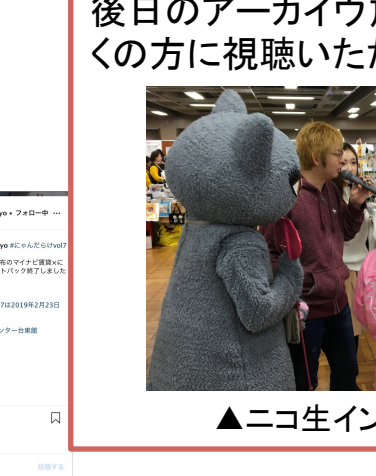 後日のアーカイブ
くの方に視聴いただ
yo • フォロー中 …
yo #にゃんだらけvol7
布のマイナビ賃貸×に
トバック終了しました
7は2019年2月23日
ンター台東館
投稿する
▲ニコ生イン